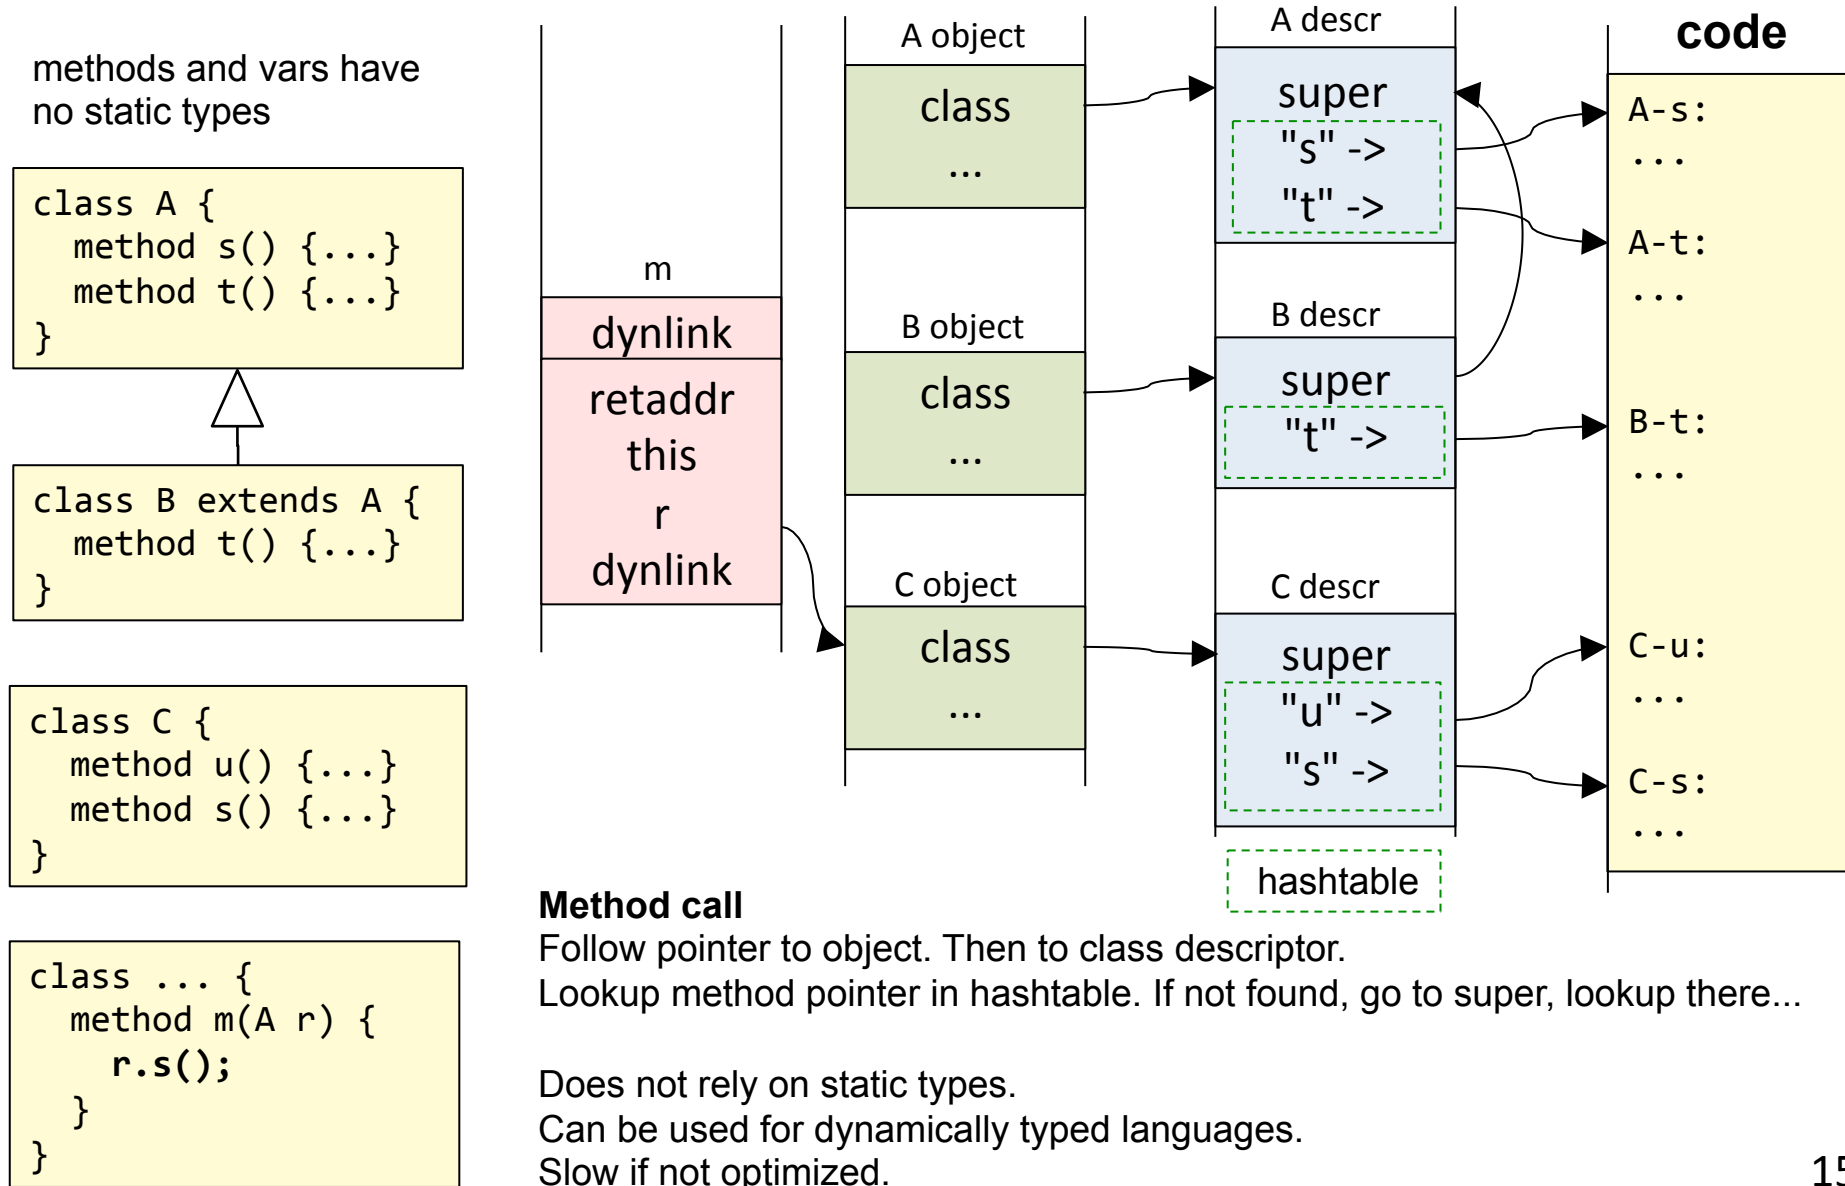 methods and vars have
no static types
class A {
method s() {...}
method t() {...}
}
class B extends A {
method t() {...}
}
class C {
method u() {...}
method s() {...}
}
class ... {
method m(A r) {
r.s();
}
}
m
dynlink
retaddr
this
r
dynlink
A object
class
...
B object
class
...
C object
class
...
A descr
super
"s" ->
"t" ->
B descr
super
"t" ->
C descr
super
"u" ->
"s" ->
hashtable
code
A-s:
...
A-t:
...
B-t:
...
C-u:
...
C-s:
...
Method call
Follow pointer to object. Then to class descriptor.
Lookup method pointer in hashtable. If not found, go to super, lookup there...
Does not rely on static types.
Can be used for dynamically typed languages.
Slow if not optimized.
15